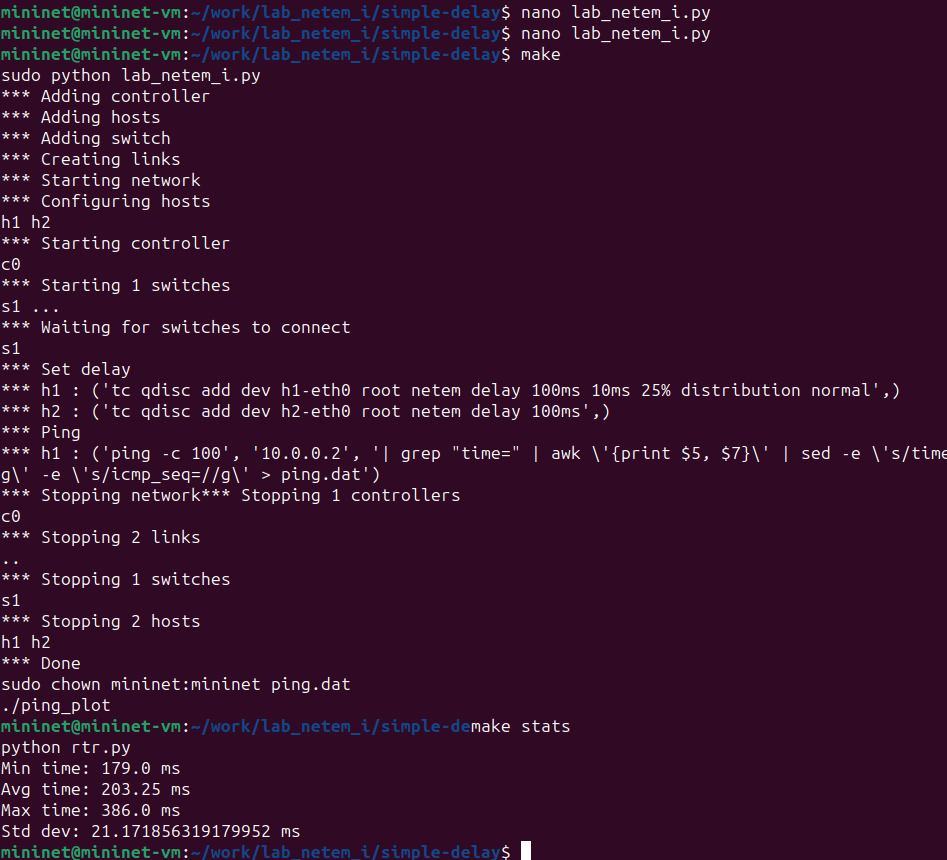 mininet@mininet-vm:~/work/lab_netem_i/simple-delay$ nano lab_netem_i.py
mininet@mininet-vm:~/work/lab_netem_i/simple-delay$ nano lab_netem_i.py
mininet@mininet-vm:~/work/lab_netem_i/simple-delay$ make
sudo python lab_netem_i.py
*** Adding controller
*** Adding hosts
*** Adding switch
*** Creating links
*** Starting network
*** Configuring hosts
h1 h2
*** Starting controller
c0
*** Starting 1 switches
s1 ...
*** Waiting for switches to connect
s1
*** Set delay
*** h1 : ('tc qdisc add dev h1-eth0 root netem delay 100ms 10ms 25% distribution normal',)
*** h2 : ('tc qdisc add dev h2-eth0 root netem delay 100ms',)
*** Ping
*** h1 : ('ping -c 100', '10.0.0.2', '| grep "time=" | awk \'{print $5, $7}\' | sed -e \'s/time
g\' -e \'s/icmp_seq=//g\' > ping.dat')
*** Stopping network*** Stopping 1 controllers
c0
*** Stopping 2 links
..
*** Stopping 1 switches
s1
*** Stopping 2 hosts
h1 h2
*** Done
sudo chown mininet:mininet ping.dat
./ping_plot
mininet@mininet-vm:~/work/lab_netem_i/simple-demake stats
python rtr.py
Min time: 179.0 ms
Avg time: 203.25 ms
Max time: 386.0 ms
Std dev: 21.171856319179952 ms
mininet@mininet-vm:~/work/lab_netem_i/simple-delay$